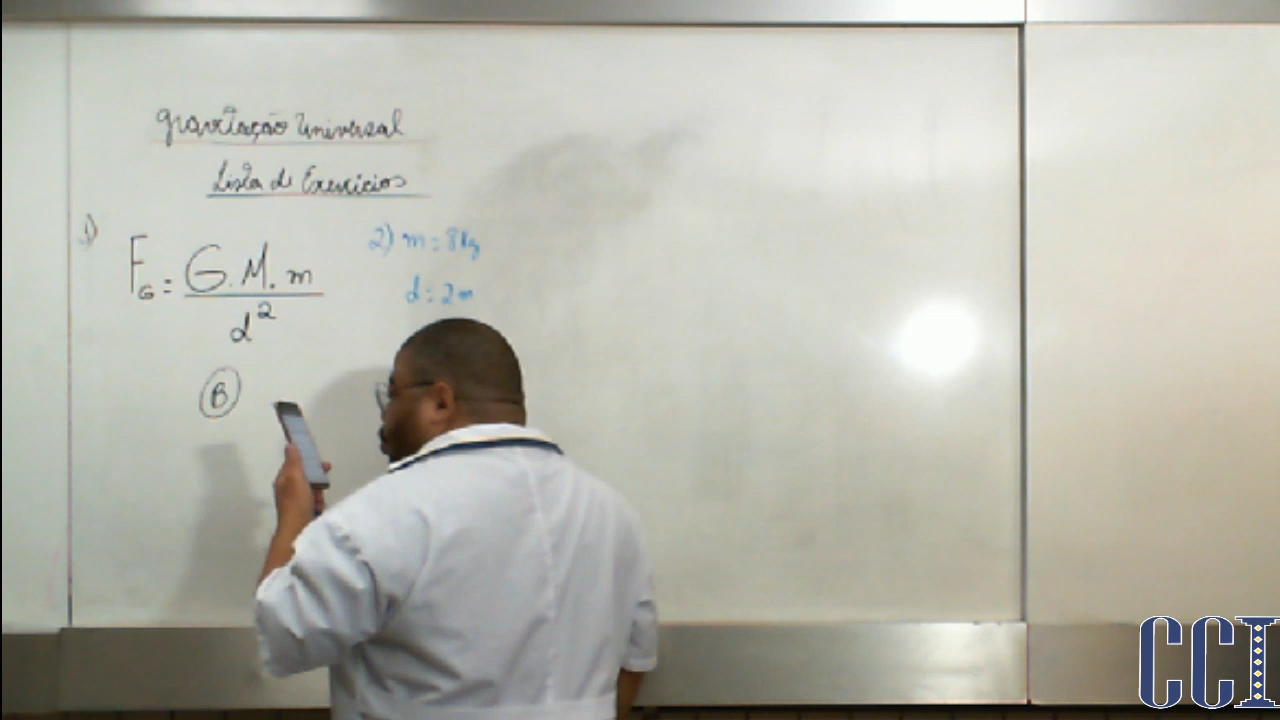 Gravitação Universal
Lista de Exercícios
1)
F_G = G.M.m / d²
B
2) m = 8Kg
d = 2m
CCI